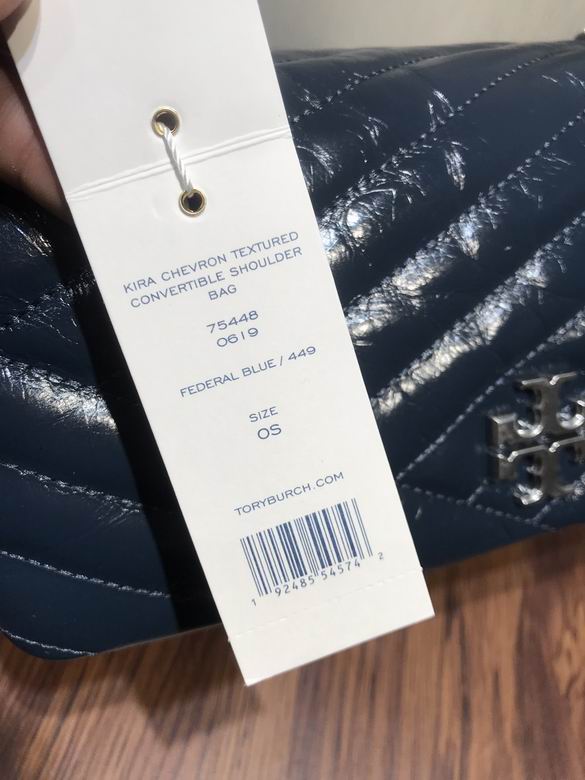 KIRA CHEVRON TEXTURED
CONVERTIBLE SHOULDER
BAG
75448
0619
FEDERAL BLUE / 449
SIZE
OS
TORYBURCH.COM
1 92485 54574 2